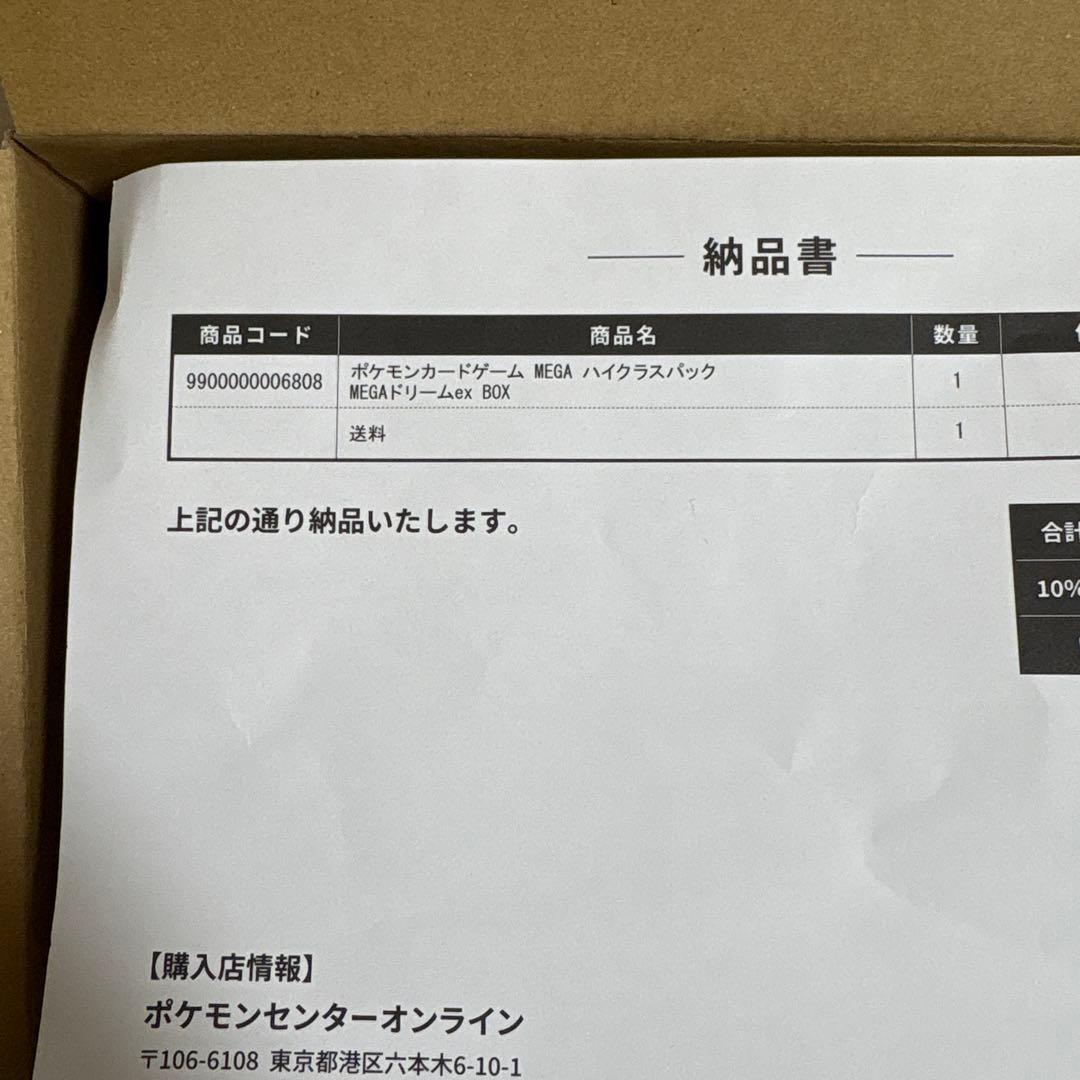 納品書
商品コード 商品名 数量
9900000006808 ポケモンカードゲーム MEGA ハイクラスパック 1
MEGAドリームex BOX
送料 1
上記の通り納品いたします。
合計
10%
【購入店情報】
ポケモンセンターオンライン
〒106-6108 東京都港区六本木6-10-1